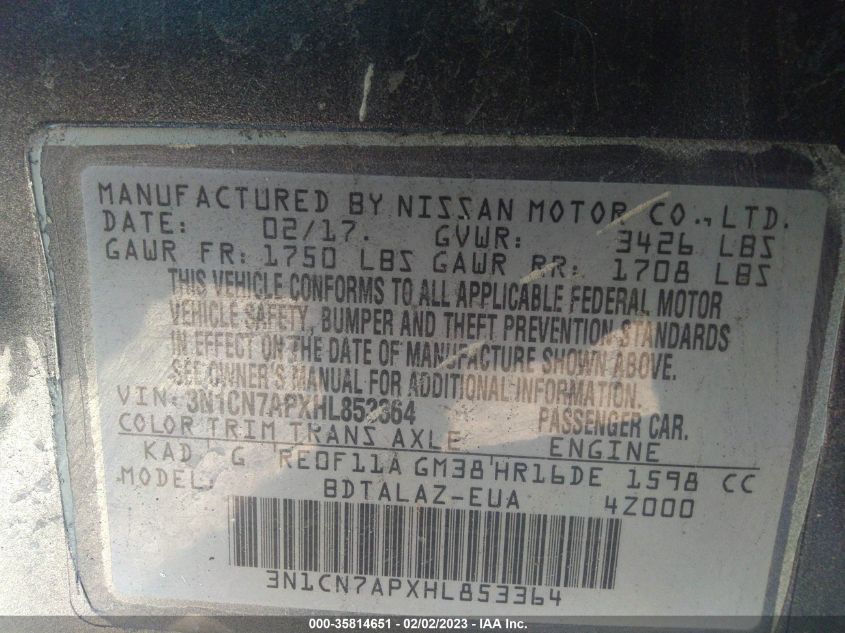 MANUFACTURED BY NISSAN MOTOR CO., LTD.
DATE: 02/17. GVWR: 3426 LBS
GAWR FR: 1750 LBS GAWR RR: 1708 LBS
THIS VEHICLE CONFORMS TO ALL APPLICABLE FEDERAL MOTOR
VEHICLE SAFETY, BUMPER AND THEFT PREVENTION STANDARDS
IN EFFECT ON THE DATE OF MANUFACTURE SHOWN ABOVE.
SEE OWNER'S MANUAL FOR ADDITIONAL INFORMATION.
VIN: 3N1CN7APXHL853364 PASSENGER CAR.
COLOR TRIM TRANS AXLE ENGINE
KAD G RE0F11A GM38 HR16DE 1598 CC
MODEL: BDTALAZ-EUA 4Z000
3N1CN7APXHL853364
000-35814651 - 02/02/2023 - IAA Inc.